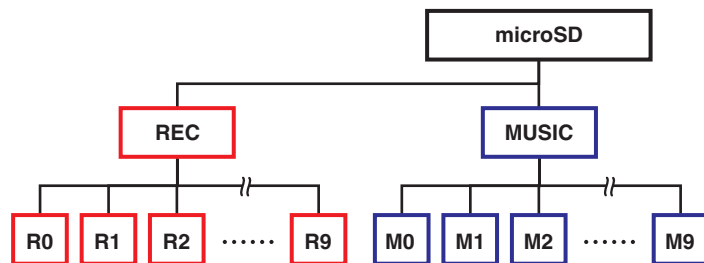 microSD
REC MUSIC
R0 R1 R2 ...... R9 M0 M1 M2 ...... M9